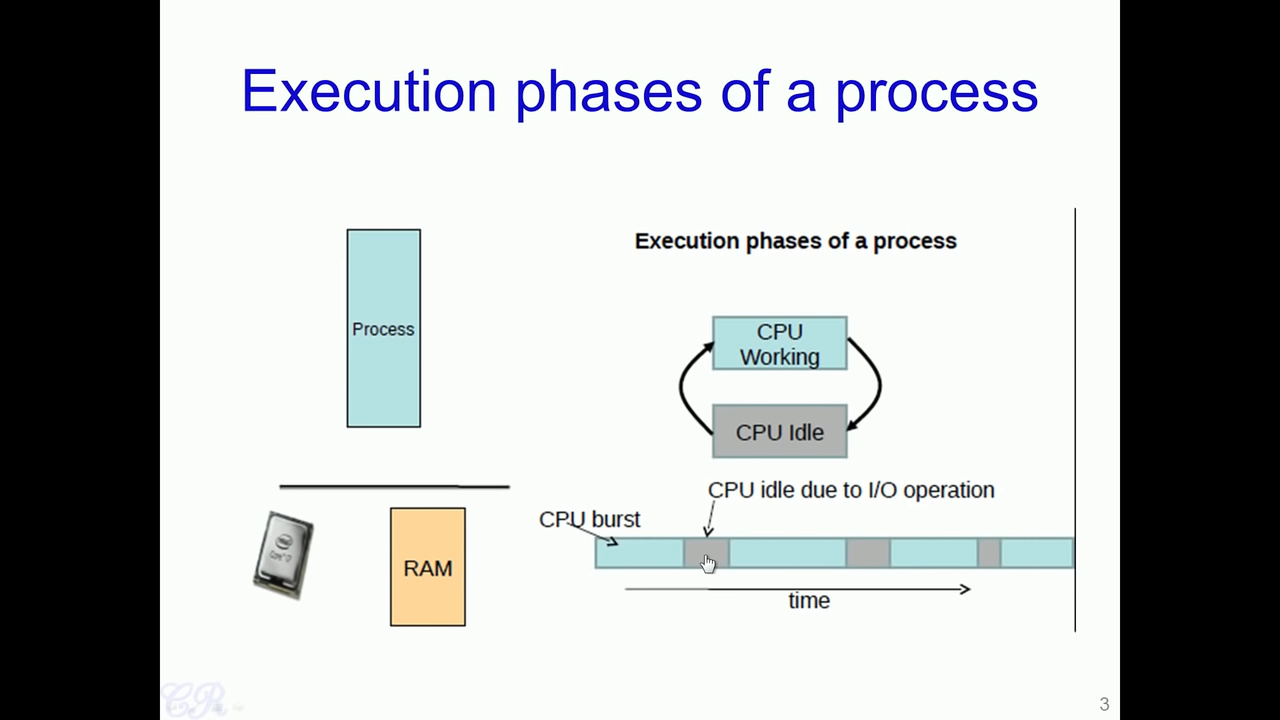 Execution phases of a process
Execution phases of a process
Process
CPU
Working
CPU Idle
CPU idle due to I/O operation
CPU burst
RAM
time
3